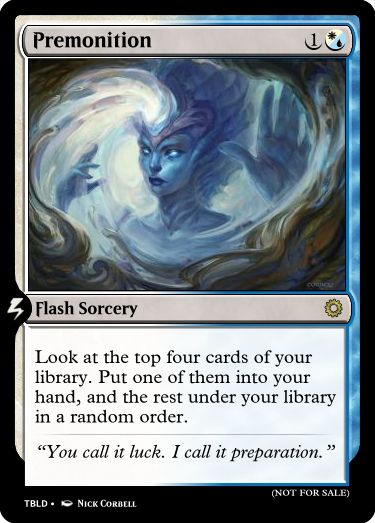 Premonition
1
Flash Sorcery
Look at the top four cards of your
library. Put one of them into your
hand, and the rest under your library
in a random order.
“You call it luck. I call it preparation.”
(NOT FOR SALE)
TBLD • Nick Corbell